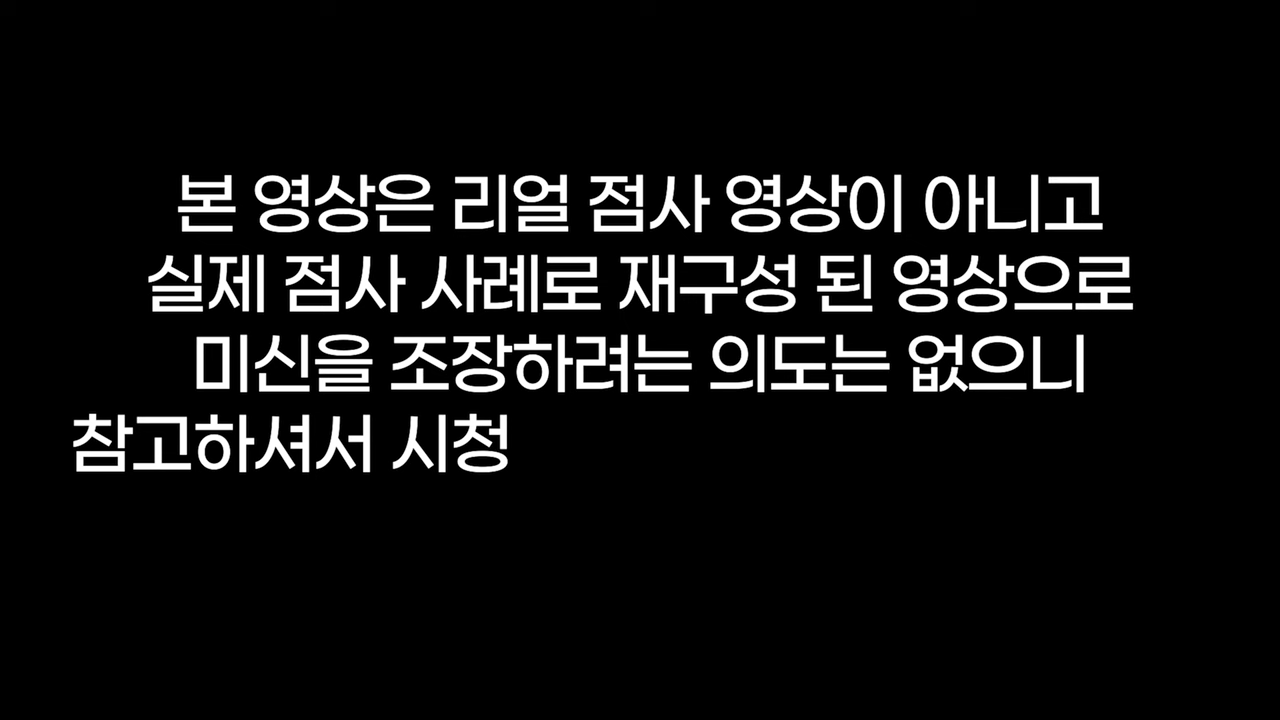 본 영상은 리얼 점사 영상이 아니고
실제 점사 사례로 재구성 된 영상으로
미신을 조장하려는 의도는 없으니
참고하셔서 시청